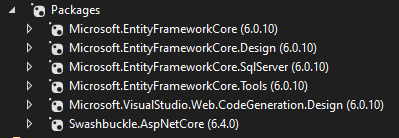 Packages
Microsoft.EntityFrameworkCore (6.0.10)
Microsoft.EntityFrameworkCore.Design (6.0.10)
Microsoft.EntityFrameworkCore.SqlServer (6.0.10)
Microsoft.EntityFrameworkCore.Tools (6.0.10)
Microsoft.VisualStudio.Web.CodeGeneration.Design (6.0.10)
Swashbuckle.AspNetCore (6.4.0)